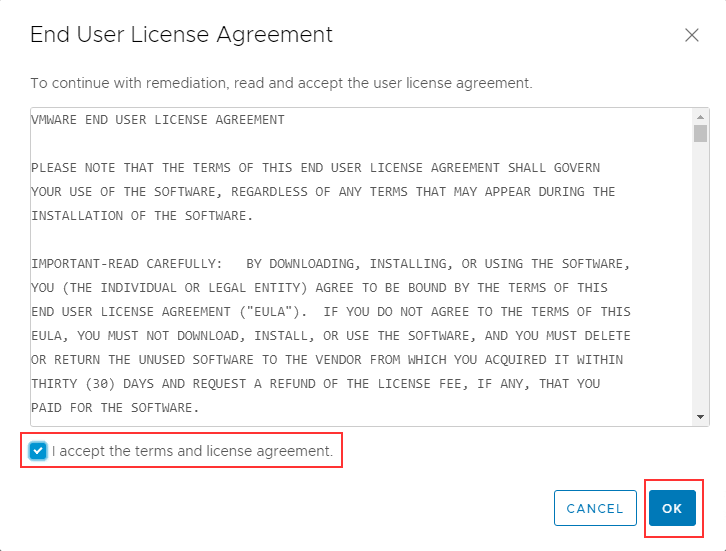 End User License Agreement
To continue with remediation, read and accept the user license agreement.
VMWARE END USER LICENSE AGREEMENT
PLEASE NOTE THAT THE TERMS OF THIS END USER LICENSE AGREEMENT SHALL GOVERN
YOUR USE OF THE SOFTWARE, REGARDLESS OF ANY TERMS THAT MAY APPEAR DURING THE
INSTALLATION OF THE SOFTWARE.
IMPORTANT-READ CAREFULLY:   BY DOWNLOADING, INSTALLING, OR USING THE SOFTWARE,
YOU (THE INDIVIDUAL OR LEGAL ENTITY) AGREE TO BE BOUND BY THE TERMS OF THIS
END USER LICENSE AGREEMENT ("EULA").  IF YOU DO NOT AGREE TO THE TERMS OF THIS
EULA, YOU MUST NOT DOWNLOAD, INSTALL, OR USE THE SOFTWARE, AND YOU MUST DELETE
OR RETURN THE UNUSED SOFTWARE TO THE VENDOR FROM WHICH YOU ACQUIRED IT WITHIN
THIRTY (30) DAYS AND REQUEST A REFUND OF THE LICENSE FEE, IF ANY, THAT YOU
PAID FOR THE SOFTWARE.
I accept the terms and license agreement.
CANCEL OK